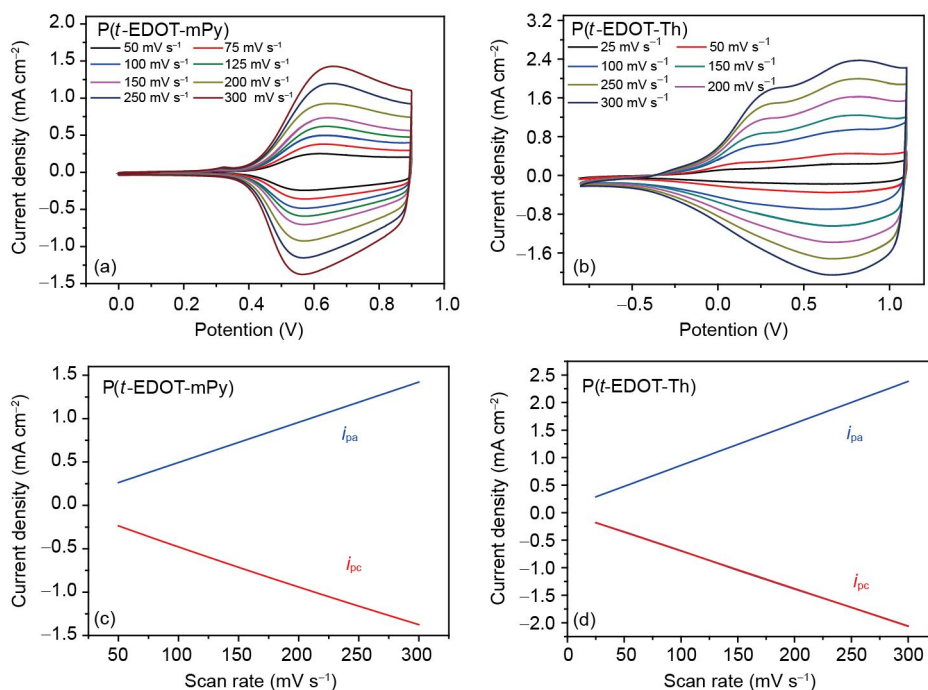 P(t-EDOT-mPy)
50 mV s⁻¹ 75 mV s⁻¹
100 mV s⁻¹ 125 mV s⁻¹
150 mV s⁻¹ 200 mV s⁻¹
250 mV s⁻¹ 300 mV s⁻¹
1.5
1.0
0.5
0.0
−0.5
−1.0
−1.5
Current density (mA cm⁻²)
(a)
0.0 0.2 0.4 0.6 0.8 1.0
Potention (V)
P(t-EDOT-Th)
25 mV s⁻¹ 50 mV s⁻¹
100 mV s⁻¹ 150 mV s⁻¹
250 mV s⁻¹ 200 mV s⁻¹
300 mV s⁻¹
3.2
2.4
1.6
0.8
0.0
−0.8
−1.6
Current density (mA cm⁻²)
(b)
−0.5 0.0 0.5 1.0
Potention (V)
P(t-EDOT-mPy)
1.5
1.0
0.5
0.0
−0.5
−1.0
−1.5
Current density (mA cm⁻²)
ipa
ipc
(c)
50 100 150 200 250 300
Scan rate (mV s⁻¹)
P(t-EDOT-Th)
2.5
2.0
1.5
1.0
0.5
0.0
−0.5
−1.0
−1.5
−2.0
Current density (mA cm⁻²)
ipa
ipc
(d)
0 50 100 150 200 250 300
Scan rate (mV s⁻¹)